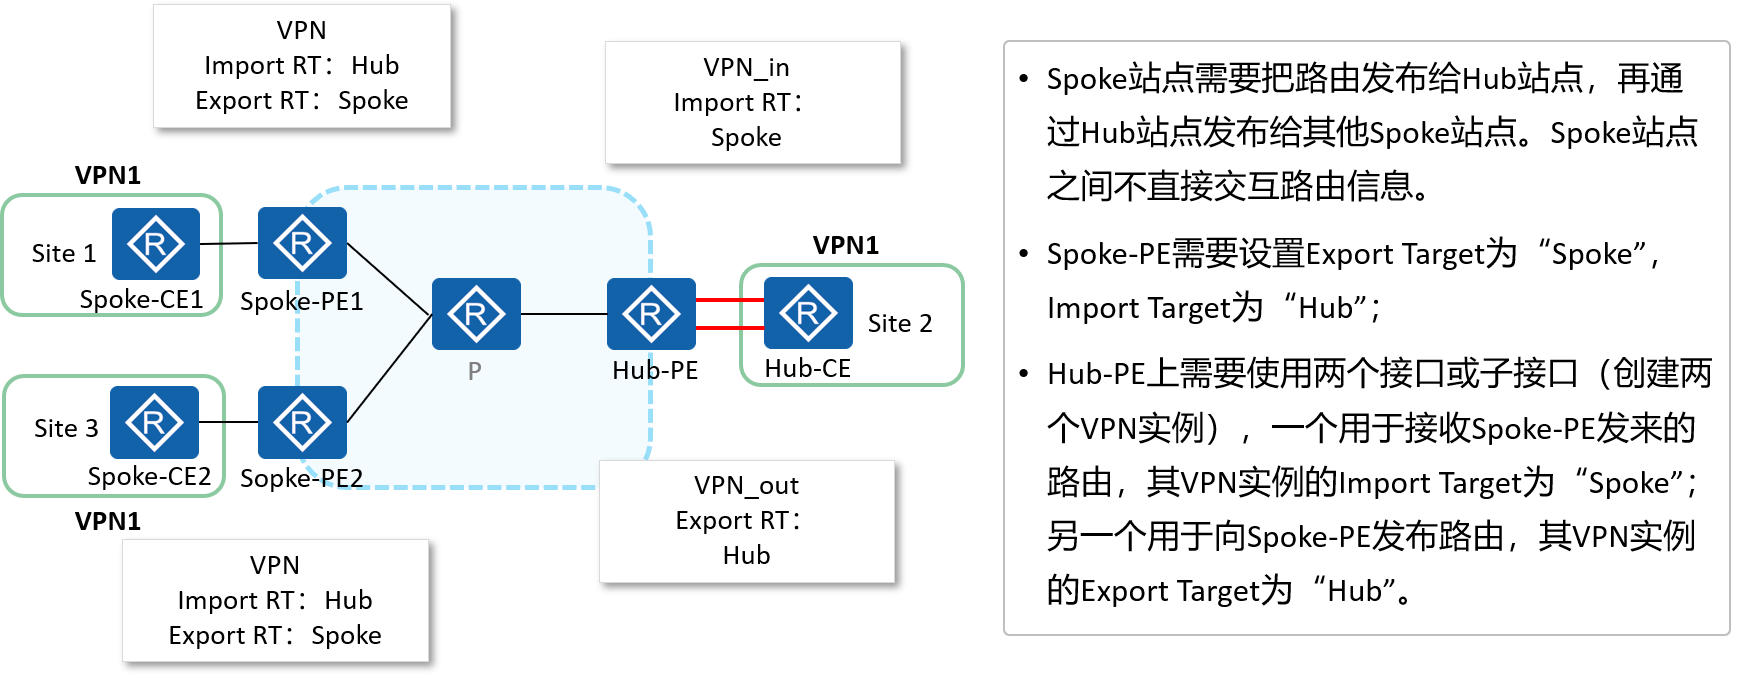 VPN
Import RT：Hub
Export RT：Spoke
VPN_in
Import RT：
Spoke
VPN1
Site 1
R
Spoke-CE1
R
Spoke-PE1
R
P
R
Hub-PE
VPN1
R
Hub-CE
Site 2
Site 3
R
Spoke-CE2
R
Sopke-PE2
VPN1
VPN
Import RT：Hub
Export RT：Spoke
VPN_out
Export RT：
Hub
• Spoke站点需要把路由发布给Hub站点，再通
过Hub站点发布给其他Spoke站点。Spoke站点
之间不直接交互路由信息。
• Spoke-PE需要设置Export Target为“Spoke”，
Import Target为“Hub”；
• Hub-PE上需要使用两个接口或子接口（创建两
个VPN实例），一个用于接收Spoke-PE发来的
路由，其VPN实例的Import Target为“Spoke”；
另一个用于向Spoke-PE发布路由，其VPN实例
的Export Target为“Hub”。